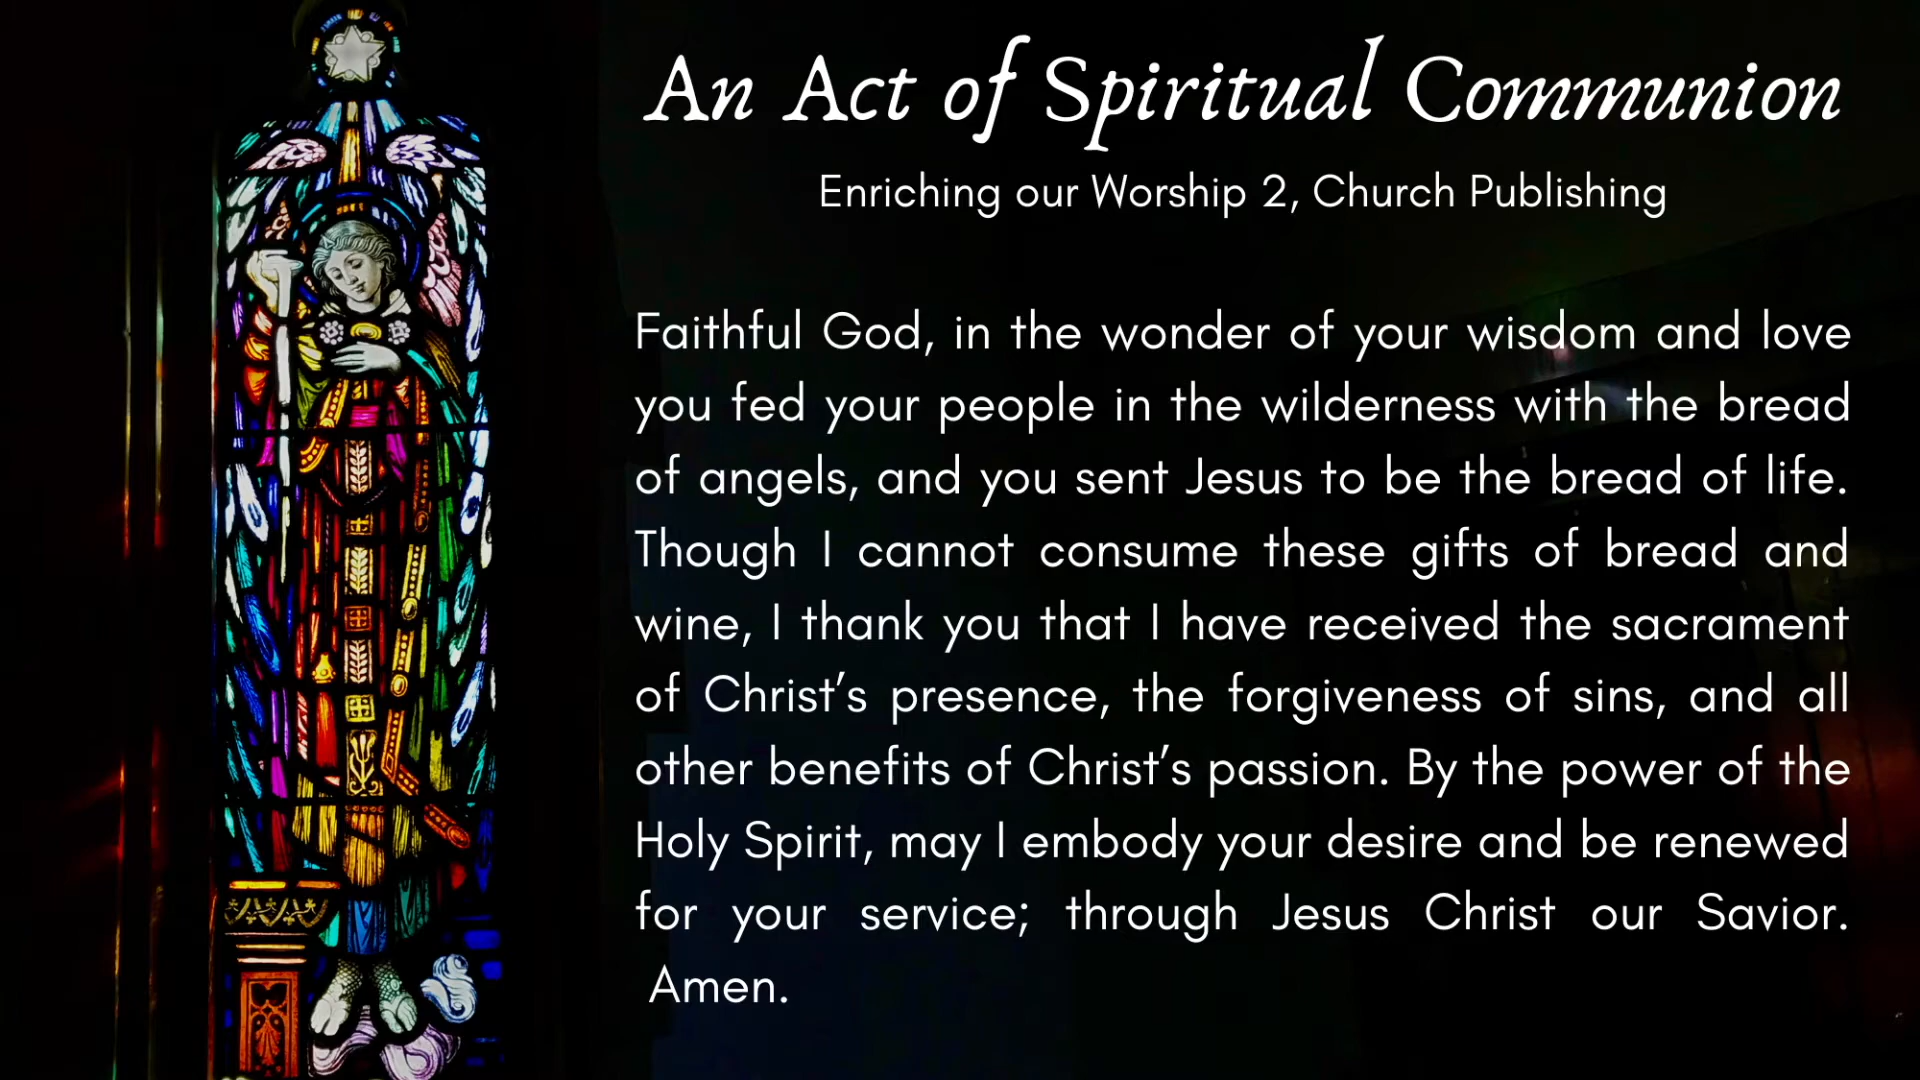 An Act of Spiritual Communion
Enriching our Worship 2, Church Publishing
Faithful God, in the wonder of your wisdom and love
you fed your people in the wilderness with the bread
of angels, and you sent Jesus to be the bread of life.
Though I cannot consume these gifts of bread and
wine, I thank you that I have received the sacrament
of Christ’s presence, the forgiveness of sins, and all
other benefits of Christ’s passion. By the power of the
Holy Spirit, may I embody your desire and be renewed
for your service; through Jesus Christ our Savior.
Amen.